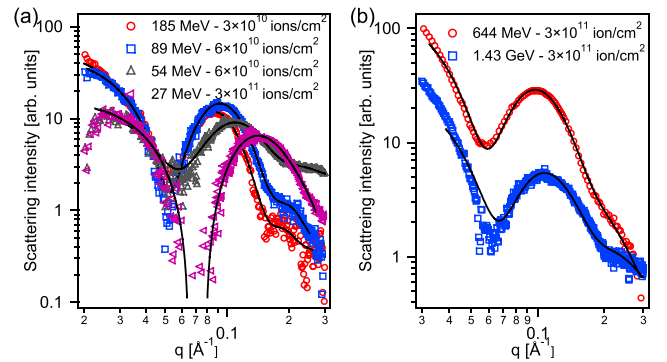 (a)
185 MeV - 3×10¹⁰ ions/cm²
89 MeV - 6×10¹⁰ ions/cm²
54 MeV - 6×10¹⁰ ions/cm²
27 MeV - 3×10¹¹ ions/cm²
Scattering intensity [arb. units]
100
10
1
0.1
2 3 4 5 6 7 8 0.1 2 3
q [Å⁻¹]
(b)
644 MeV - 3×10¹¹ ion/cm²
1.43 GeV - 3×10¹¹ ion/cm²
Scattreing intensity [arb. units]
100
10
1
3 4 5 6 7 8 9 0.1 2 3
q [Å⁻¹]